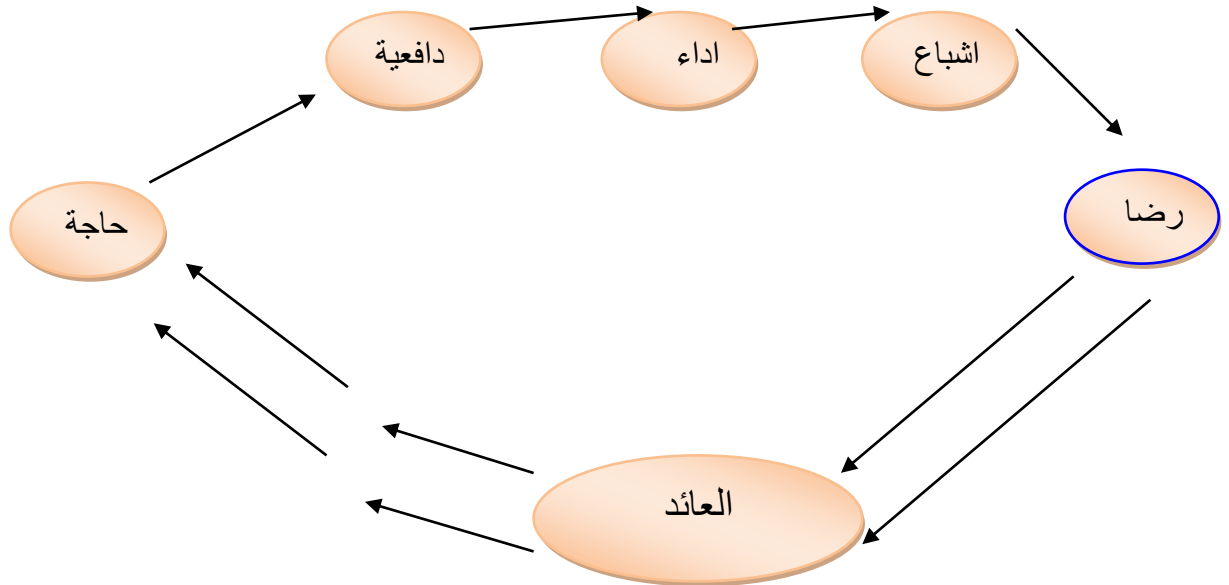 دافعية
اداء
اشباع
رضا
حاجة
العائد